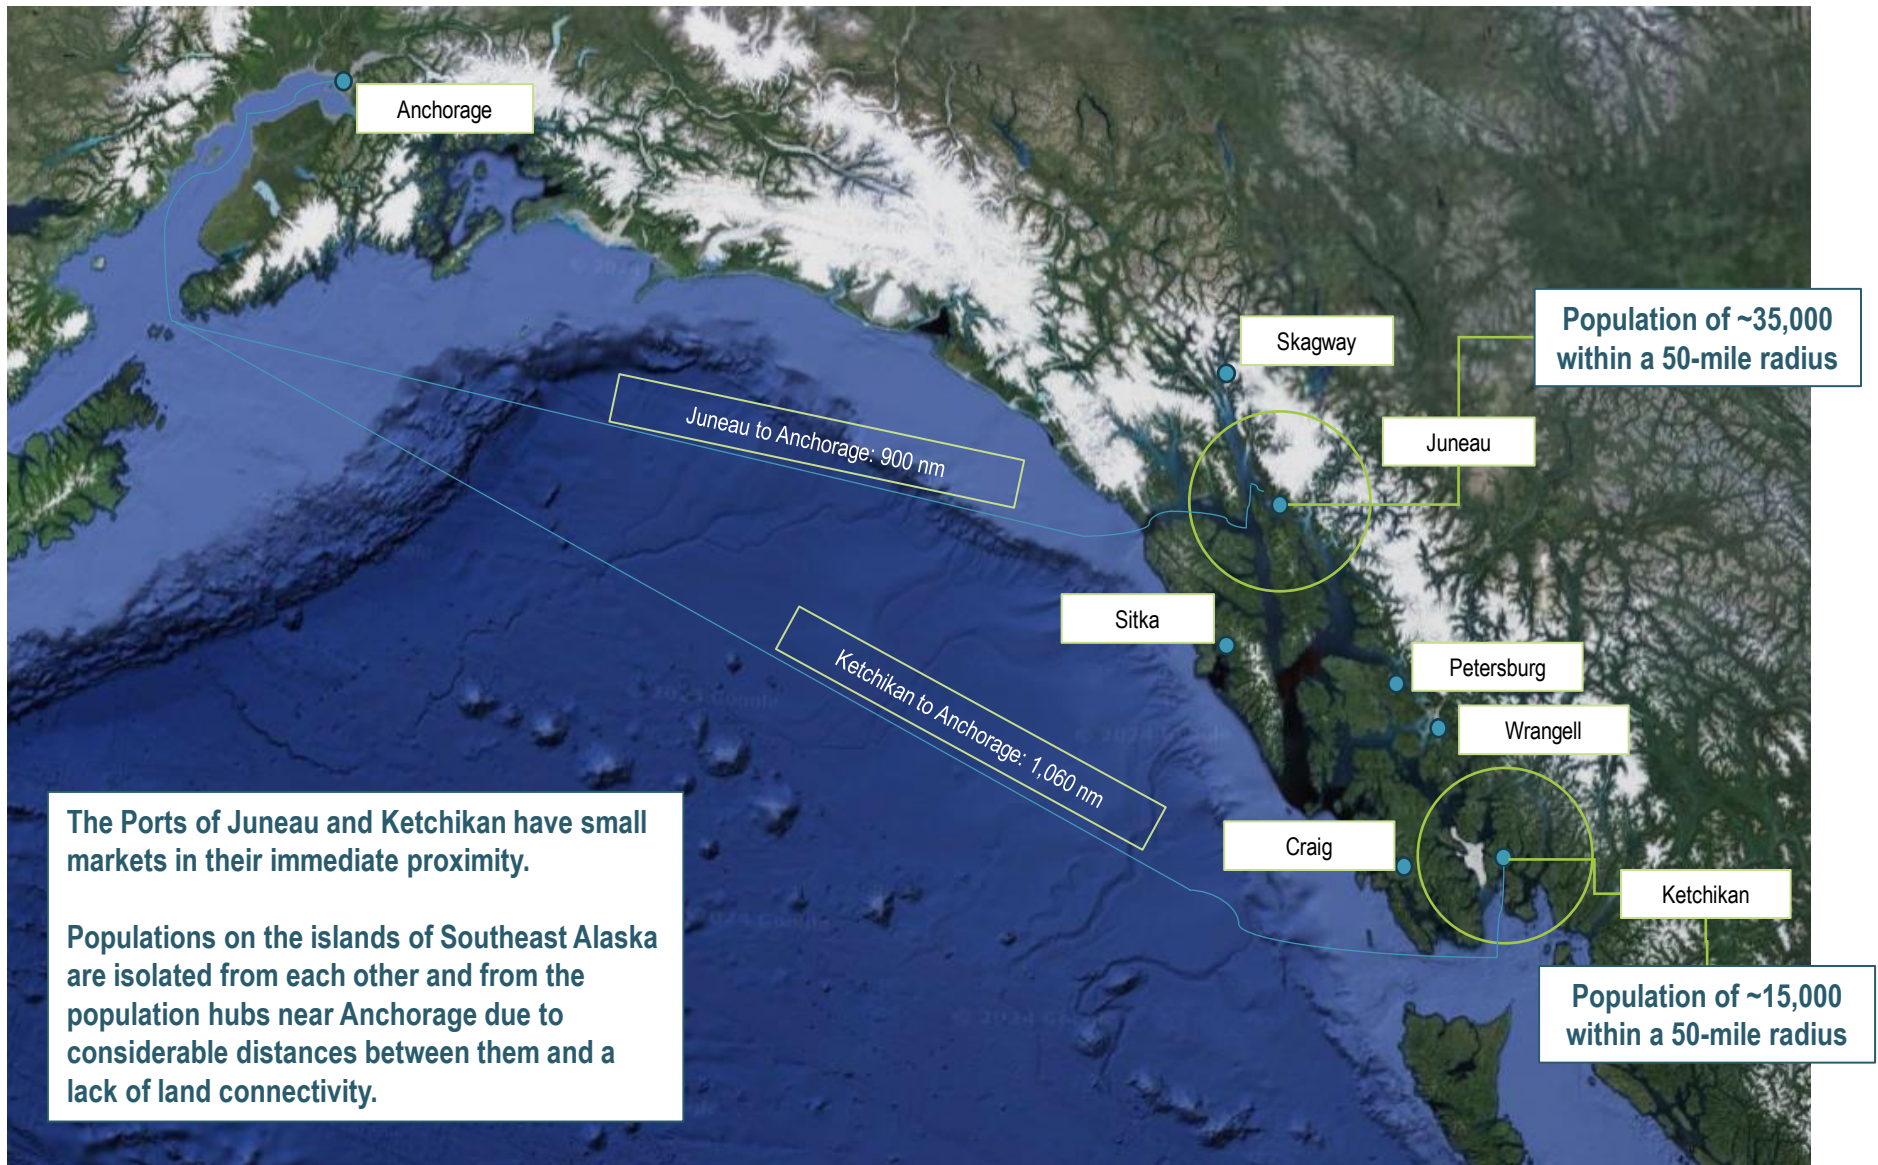 Anchorage
© 2024
Skagway
Population of ~35,000
within a 50-mile radius
Juneau to Anchorage: 900 nm
Juneau
Sitka
Petersburg
Ketchikan to Anchorage: 1,060 nm
Wrangell
The Ports of Juneau and Ketchikan have small
markets in their immediate proximity.
Populations on the islands of Southeast Alaska
are isolated from each other and from the
population hubs near Anchorage due to
considerable distances between them and a
lack of land connectivity.
Craig
Ketchikan
Population of ~15,000
within a 50-mile radius